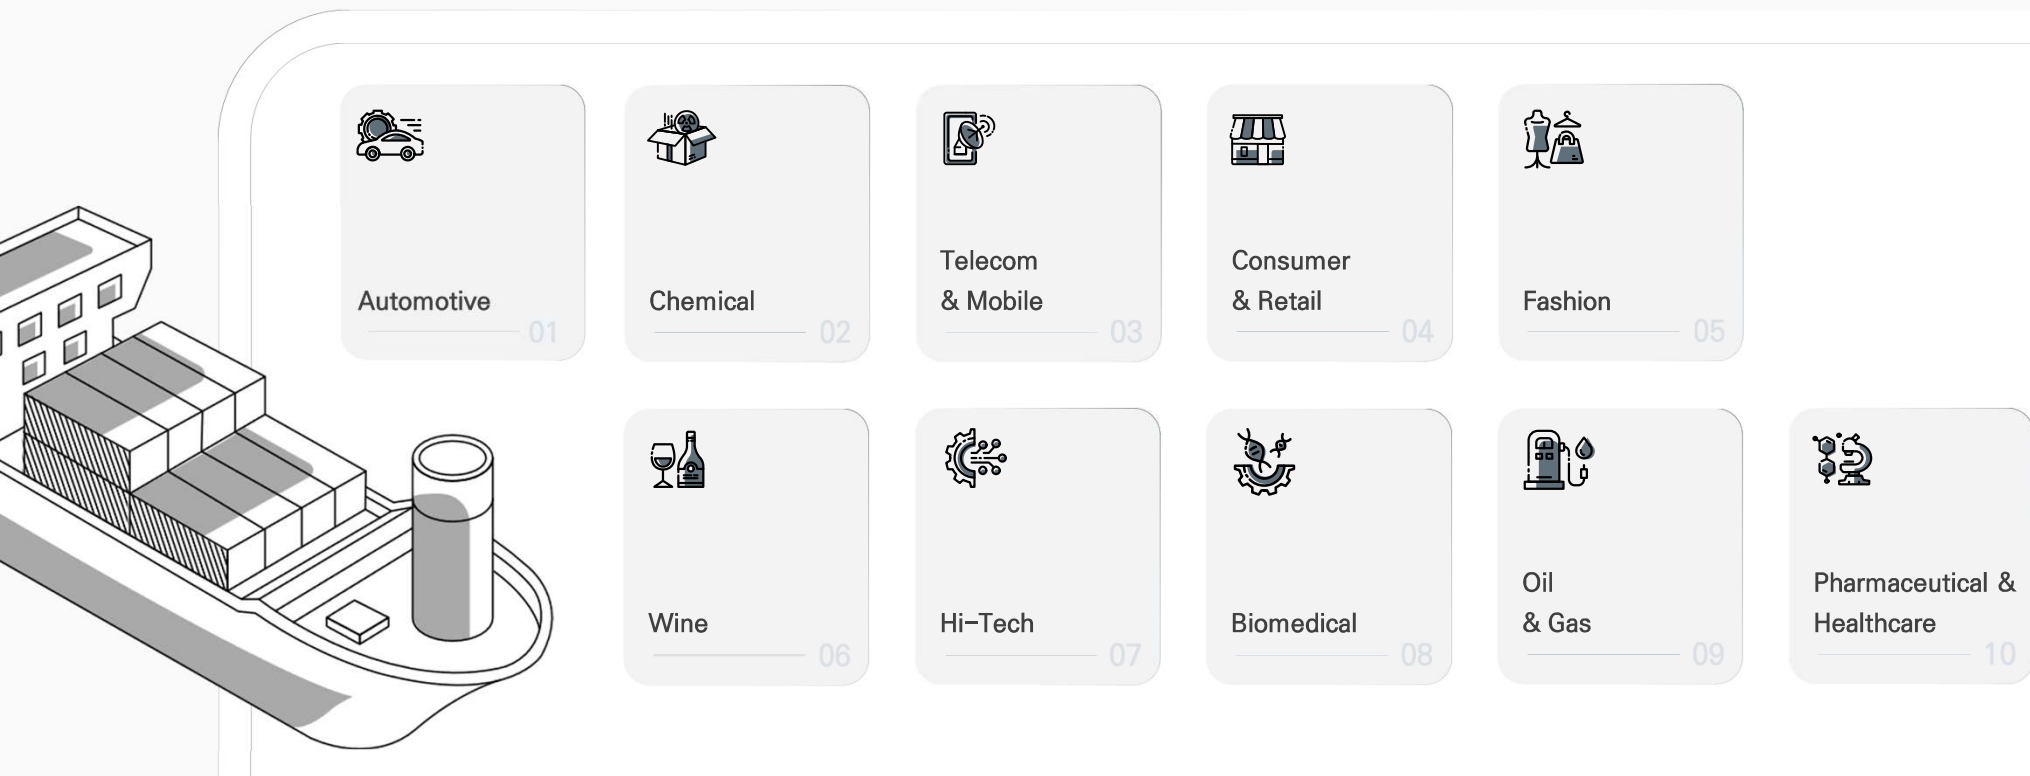 Automotive
01
Chemical
02
Telecom
& Mobile
03
Consumer
& Retail
04
Fashion
05
Wine
06
Hi-Tech
07
Biomedical
08
Oil
& Gas
09
Pharmaceutical &
Healthcare
10